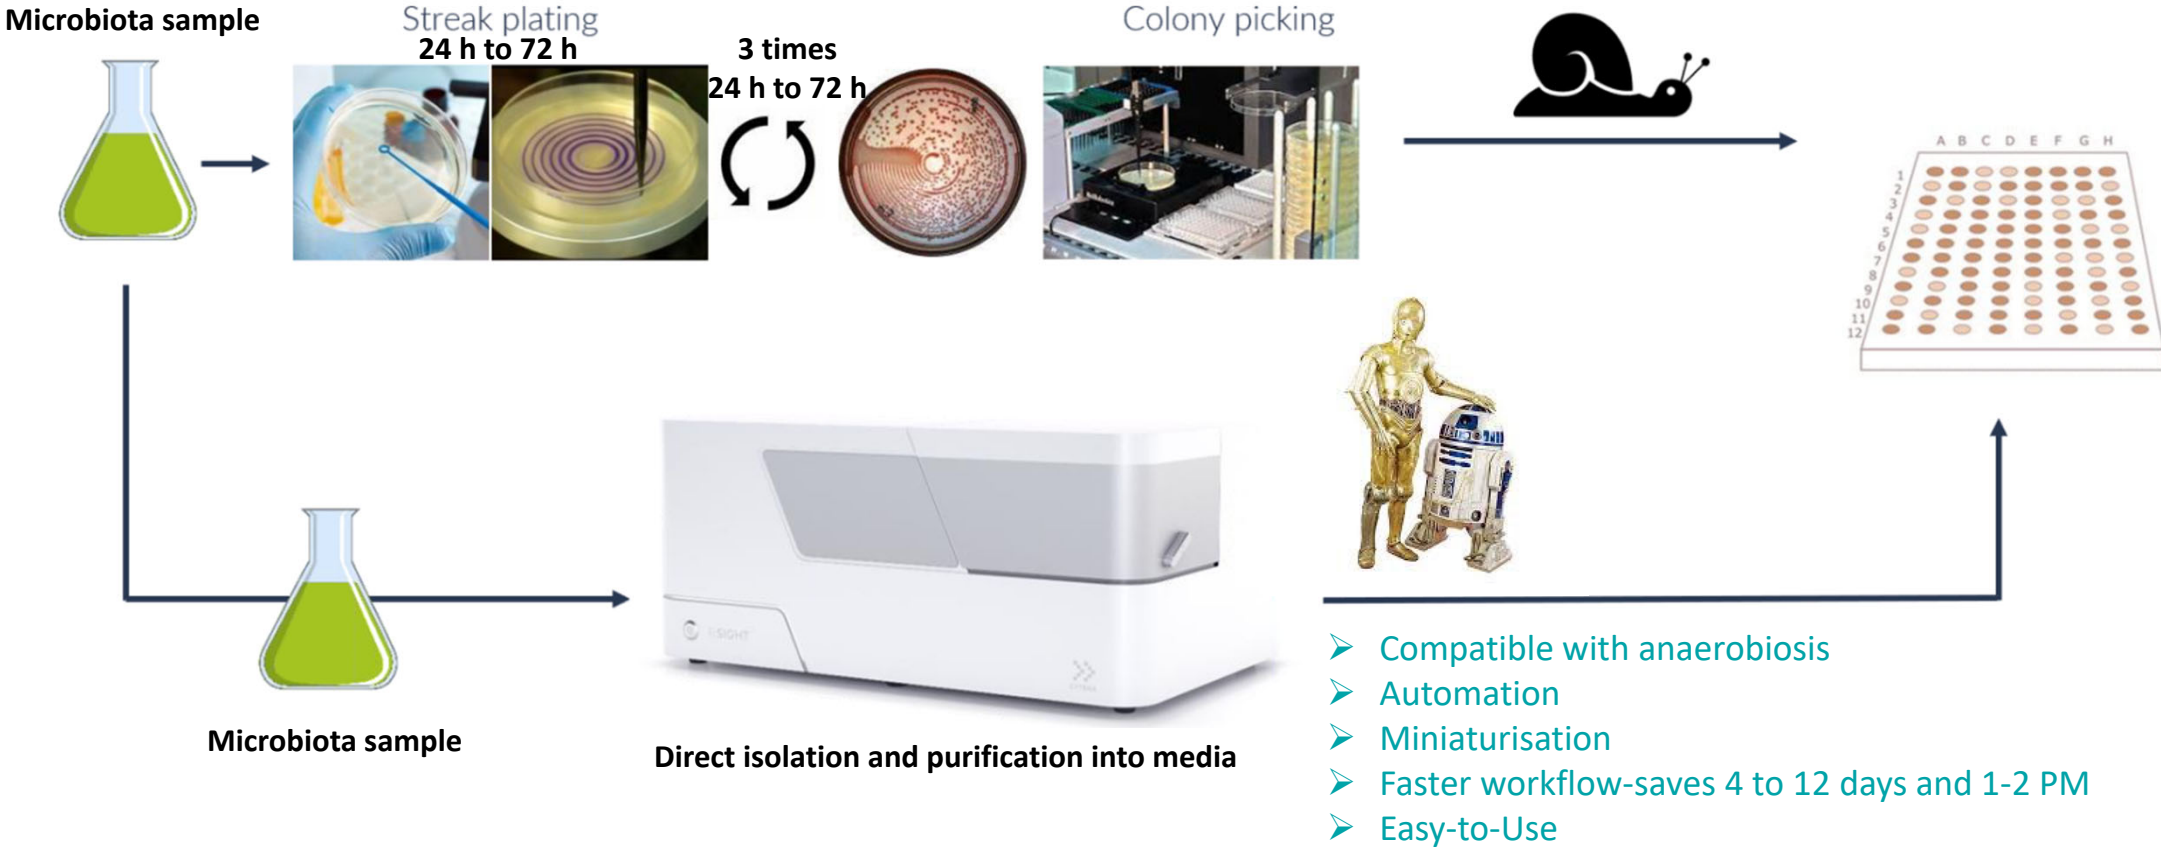 Microbiota sample
Streak plating
24 h to 72 h
3 times
24 h to 72 h
Colony picking
A B C D E F G H
1
2
3
4
5
6
7
8
9
10
11
12
Microbiota sample
Direct isolation and purification into media
➢ Compatible with anaerobiosis
➢ Automation
➢ Miniaturisation
➢ Faster workflow-saves 4 to 12 days and 1-2 PM
➢ Easy-to-Use